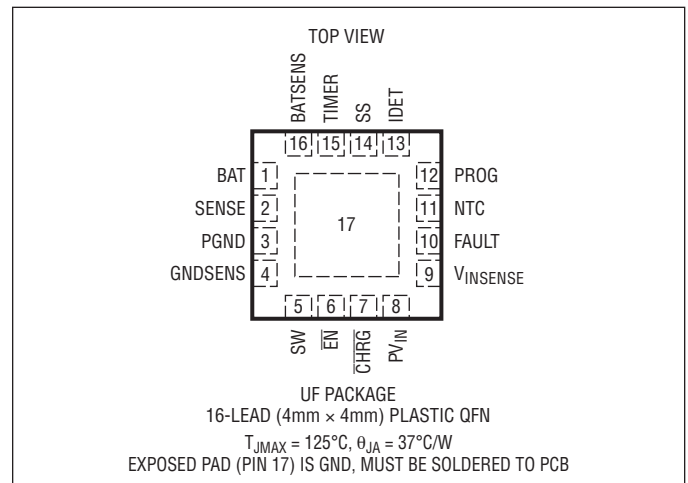 TOP VIEW
BATSENS
TIMER
SS
IDET
16 15 14 13
BAT 1
SENSE 2
PGND 3
GNDSENS 4
17
12 PROG
11 NTC
10 FAULT
9 VINSENSE
5 6 7 8
SW
EN
CHRG
PVIN
UF PACKAGE
16-LEAD (4mm × 4mm) PLASTIC QFN
TJMAX = 125°C, θJA = 37°C/W
EXPOSED PAD (PIN 17) IS GND, MUST BE SOLDERED TO PCB